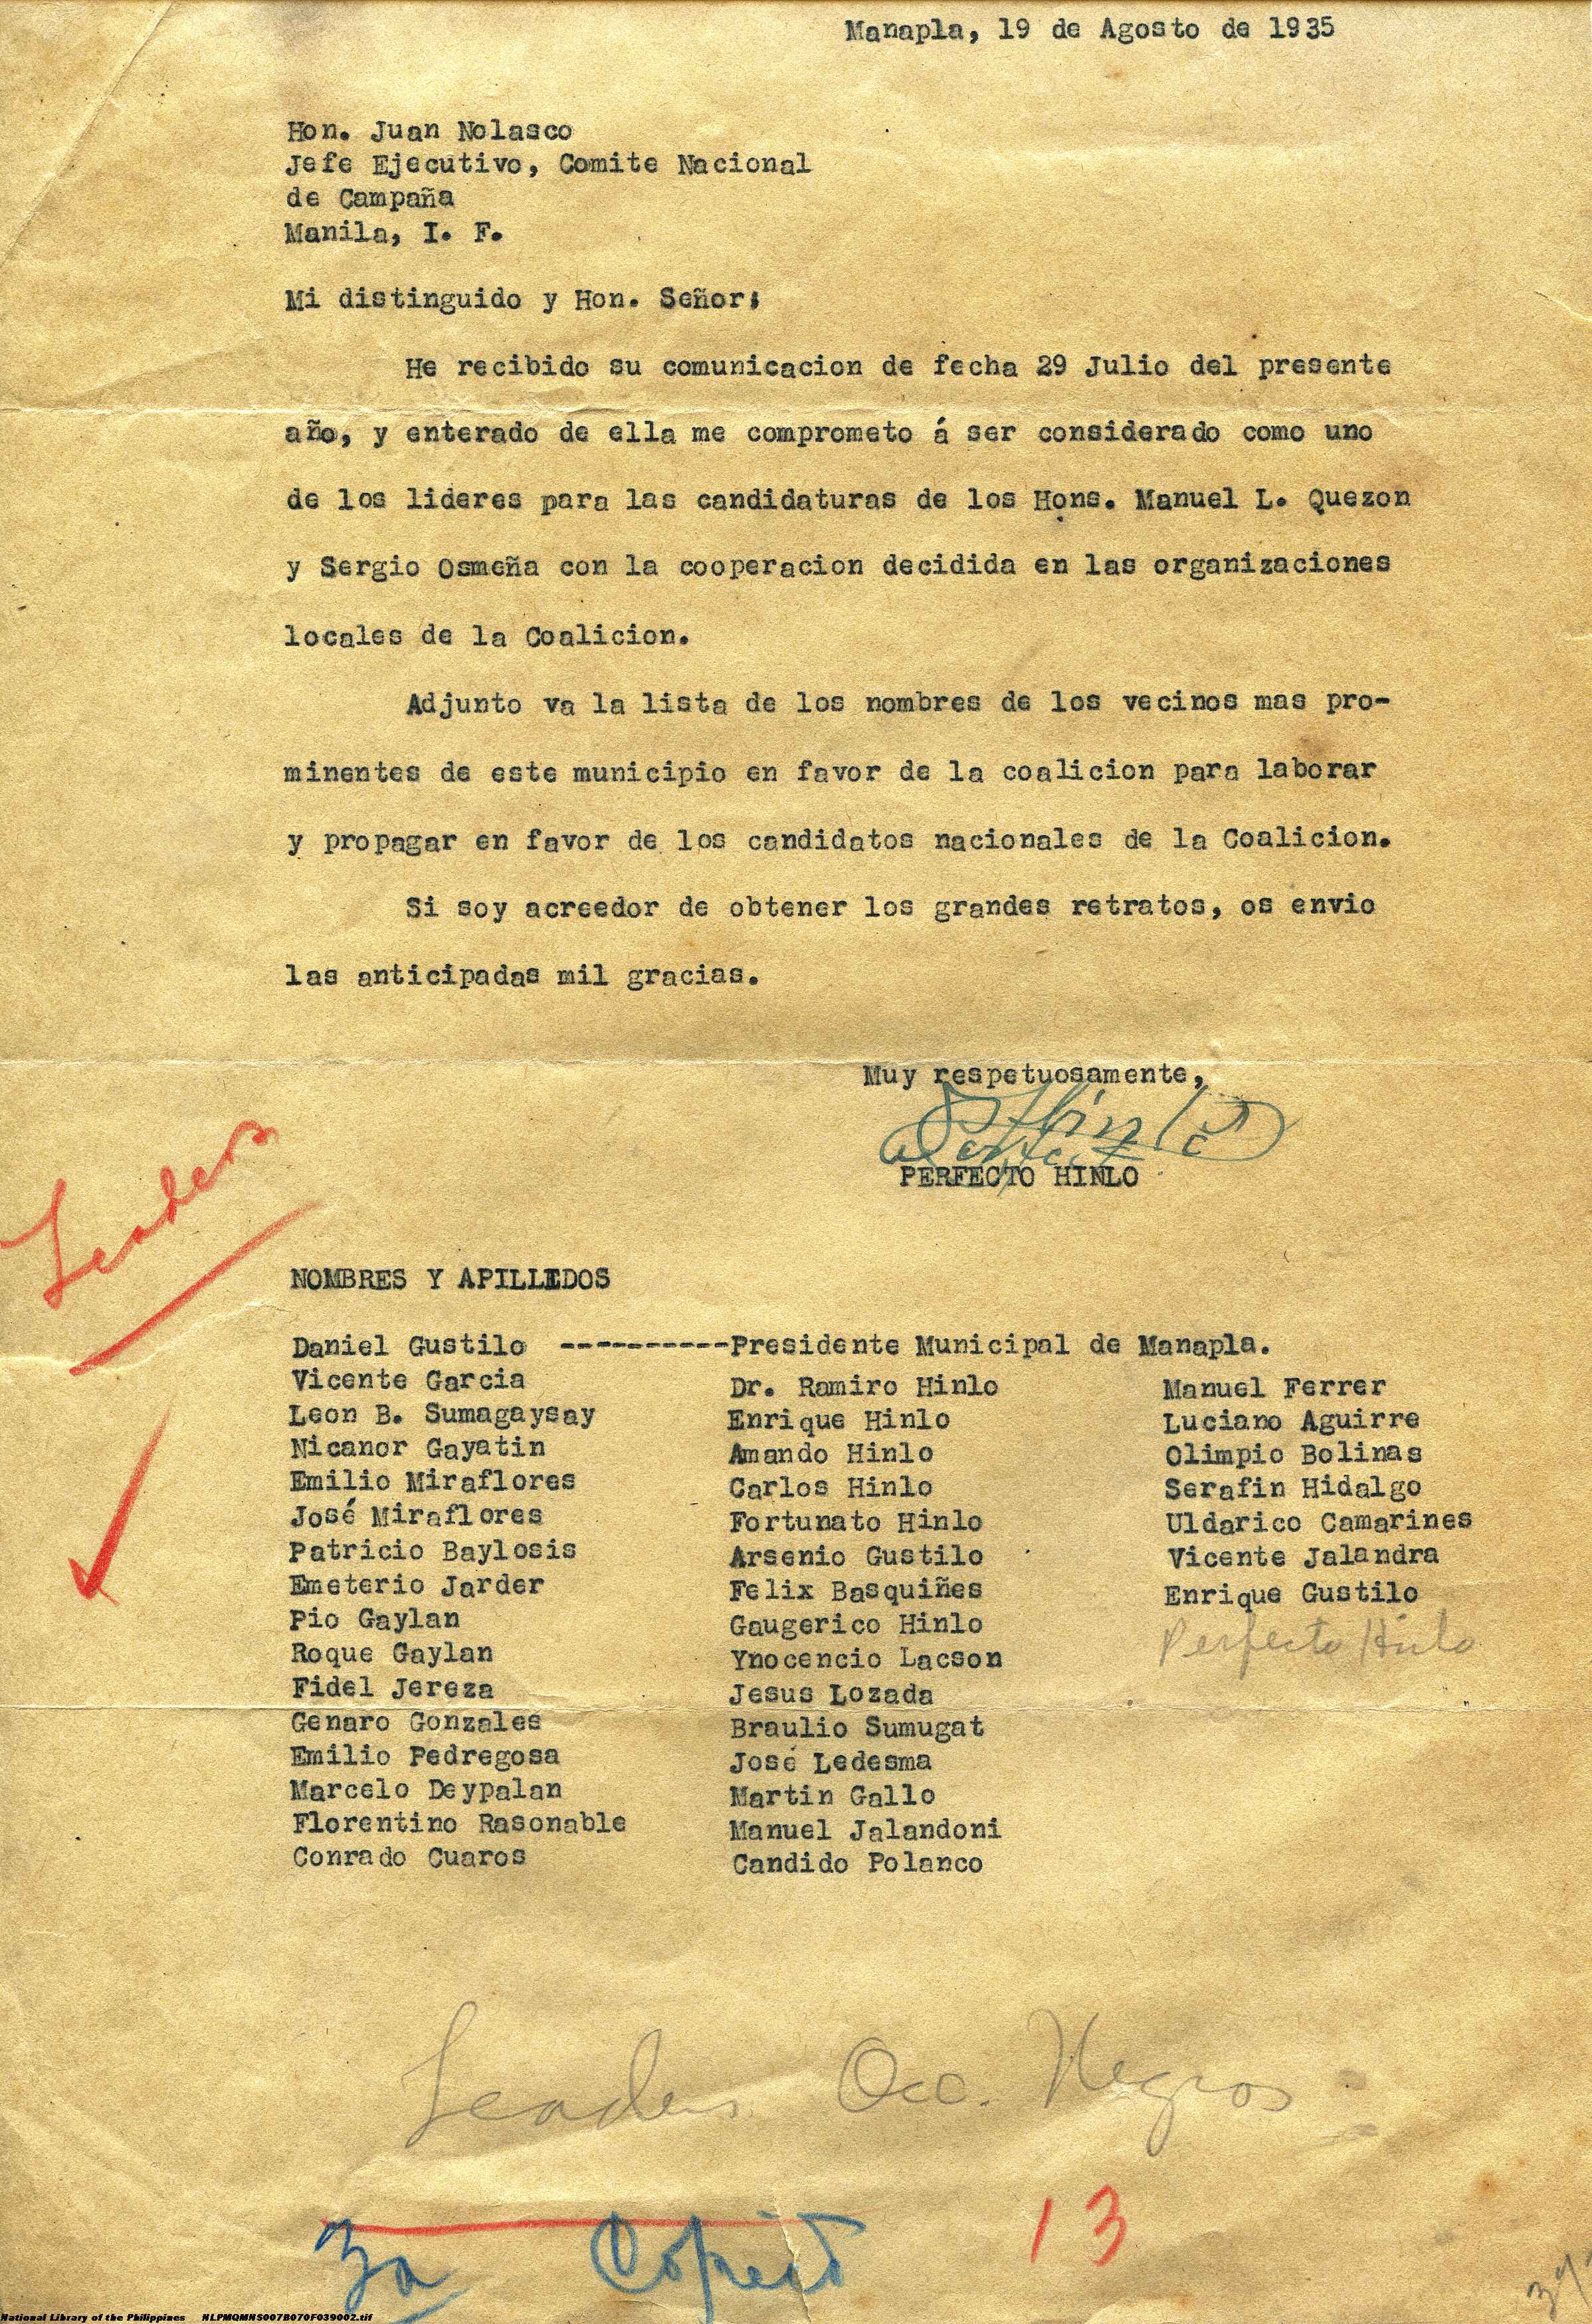 Manapla, 19 de Agosto de 1935
Hon. Juan Nolasco
Jefe Ejecutivo, Comite Nacional
de Campaña
Manila, I. F.
Mi distinguido y Hon. Señor;
He recibido su comunicacion de fecha 29 Julio del presente
año, y enterado de ella me comprometo á ser considerado como uno
de los lideres para las candidaturas de los Hons. Manuel L. Quezon
y Sergio Osmeña con la cooperacion decidida en las organizaciones
locales de la Coalicion.
Adjunto va la lista de los nombres de los vecinos mas pro-
minentes de este municipio en favor de la coalicion para laborar
y propagar en favor de los candidatos nacionales de la Coalicion.
Si soy acreedor de obtener los grandes retratos, os envio
las anticipadas mil gracias.
Muy respetuosamente,
Perfecto Hinlo
PERFECTO HINLO
Leaders
NOMBRES Y APILLEDOS
Daniel Gustilo ----------Presidente Municipal de Manapla.
Vicente Garcia
Leon B. Sumagaysay
Nicanor Gayatin
Emilio Miraflores
José Miraflores
Patricio Baylosis
Emeterio Jarder
Pio Gaylan
Roque Gaylan
Fidel Jereza
Genaro Gonzales
Emilio Pedregosa
Marcelo Deypalan
Florentino Rasonable
Conrado Cuaros
Dr. Ramiro Hinlo
Enrique Hinlo
Amando Hinlo
Carlos Hinlo
Fortunato Hinlo
Arsenio Gustilo
Felix Basquiñes
Gaugerico Hinlo
Ynocencio Lacson
Jesus Lozada
Braulio Sumugat
José Ledesma
Martin Gallo
Manuel Jalandoni
Candido Polanco
Manuel Ferrer
Luciano Aguirre
Olimpio Bolinas
Serafin Hidalgo
Uldarico Camarines
Vicente Jalandra
Enrique Gustilo
Perfecto Hinlo
Leaders Occ. Negros
13
National Library of the Philippines NLPMQMNS007B070F039002.tif